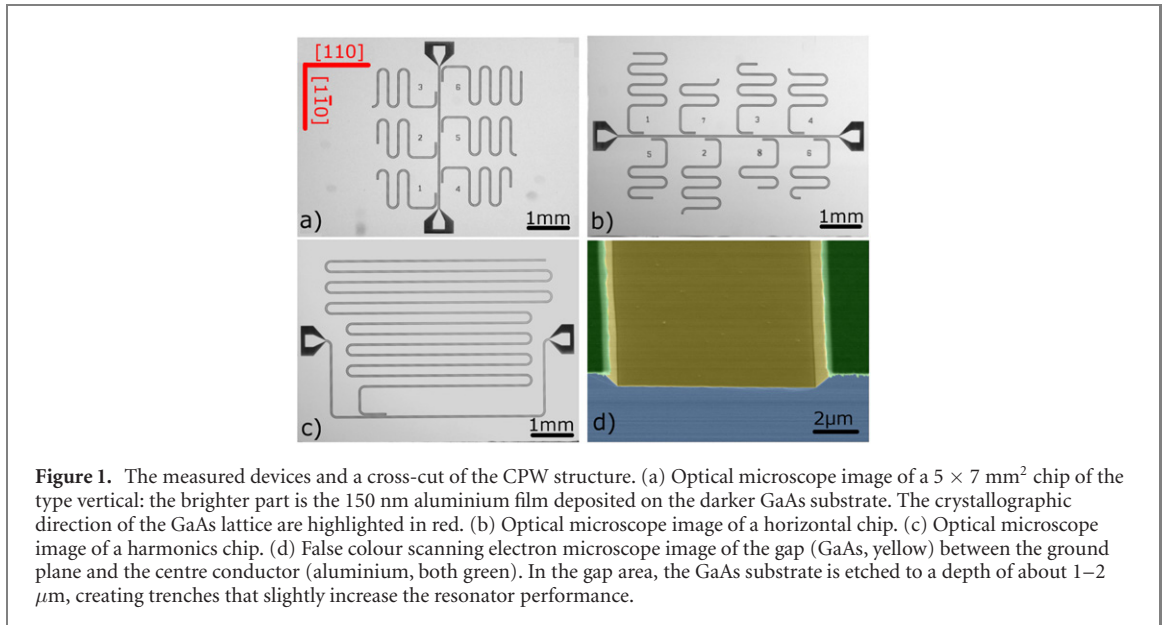 [110]
[11̄0]
3 6
2 5
1 4
a)
1mm
1 7 3 4
5 2 8 6
b)
1mm
c)
1mm
d)
2μm
Figure 1. The measured devices and a cross-cut of the CPW structure. (a) Optical microscope image of a 5 × 7 mm² chip of the
type vertical: the brighter part is the 150 nm aluminium film deposited on the darker GaAs substrate. The crystallographic
direction of the GaAs lattice are highlighted in red. (b) Optical microscope image of a horizontal chip. (c) Optical microscope
image of a harmonics chip. (d) False colour scanning electron microscope image of the gap (GaAs, yellow) between the ground
plane and the centre conductor (aluminium, both green). In the gap area, the GaAs substrate is etched to a depth of about 1–2
μm, creating trenches that slightly increase the resonator performance.